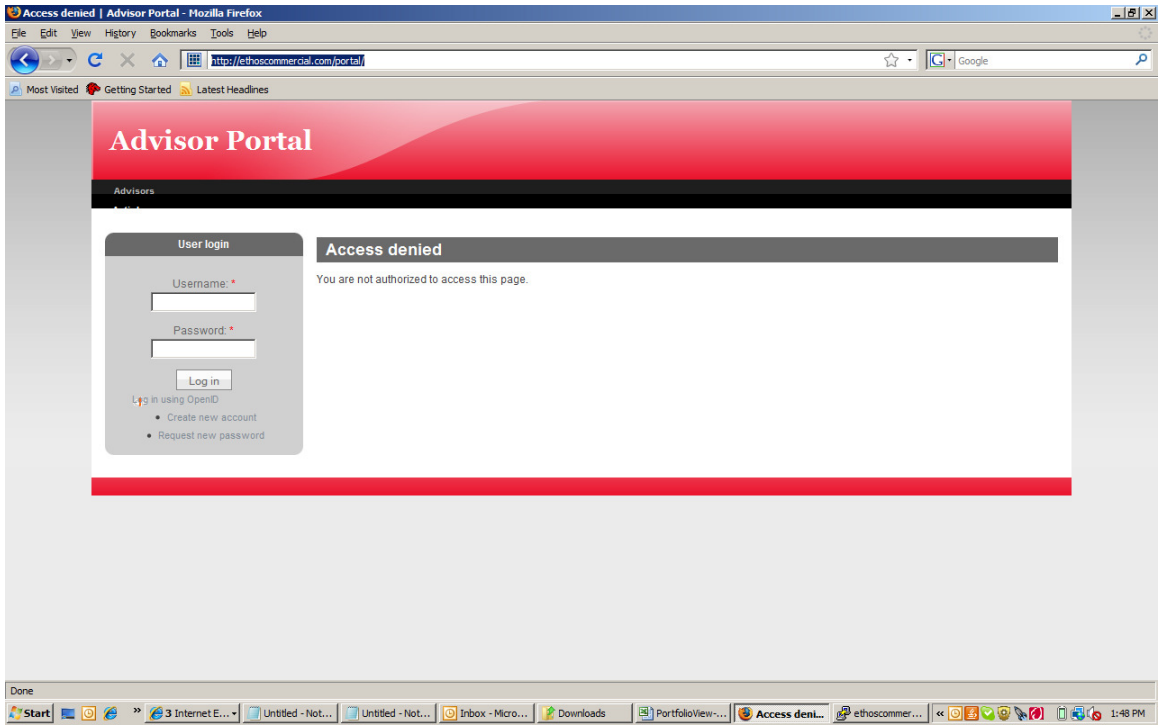 Access denied | Advisor Portal - Mozilla Firefox
File Edit View History Bookmarks Tools Help
http://ethoscommercial.com/portal/ G Google
Most Visited Getting Started Latest Headlines
Advisor Portal
Advisors
User login
Access denied
You are not authorized to access this page.
Username: *
Password: *
Log in
Log in using OpenID
• Create new account
• Request new password
Done
Start » 3 Internet E... Untitled - Not... Untitled - Not... Inbox - Micro... Downloads PortfolioView-... Access deni... ethoscommer... « 1:48 PM